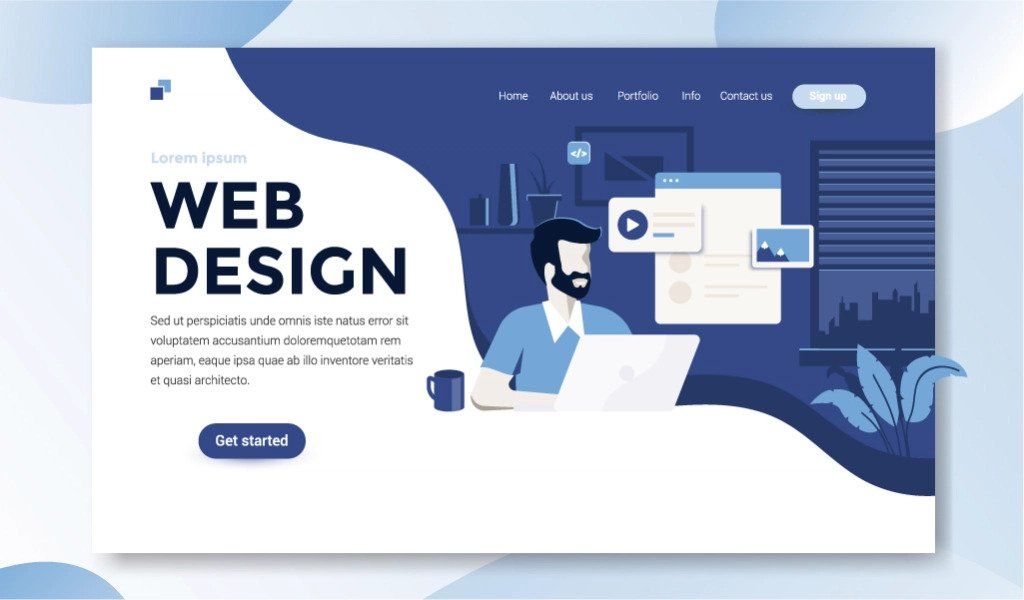 Home About us Portfolio Info Contact us Sign up
</>
Lorem ipsum
WEB
DESIGN
Sed ut perspiciatis unde omnis iste natus error sit
voluptatem accusantium doloremquetotam rem
aperiam, eaque ipsa quae ab illo inventore veritatis
et quasi architecto.
Get started